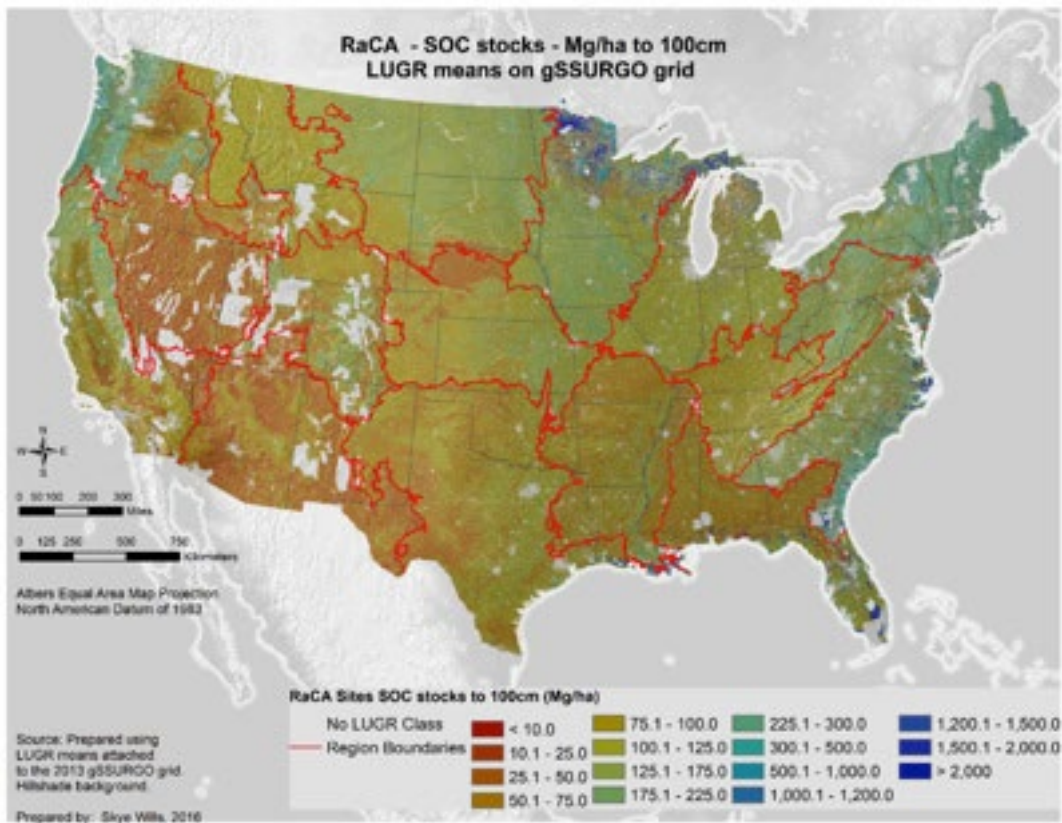 RaCA - SOC stocks - Mg/ha to 100cm
LUGR means on gSSURGO grid
N
W E
S
0 50 100 200 300
Miles
0 125 250 500 750
Kilometers
Albers Equal Area Map Projection
North American Datum of 1983
Source: Prepared using
LUGR means attached
to the 2013 gSSURGO grid.
Hillshade background.
Prepared by: Skye Wills, 2016
RaCA Sites SOC stocks to 100cm (Mg/ha)
No LUGR Class
Region Boundaries
< 10.0
10.1 - 25.0
25.1 - 50.0
50.1 - 75.0
75.1 - 100.0
100.1 - 125.0
125.1 - 175.0
175.1 - 225.0
225.1 - 300.0
300.1 - 500.0
500.1 - 1,000.0
1,000.1 - 1,200.0
1,200.1 - 1,500.0
1,500.1 - 2,000.0
> 2,000